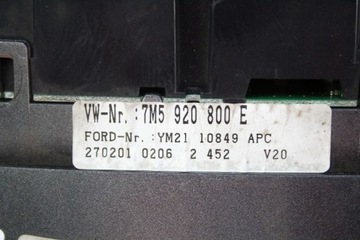 VW-Nr. :7M5 920 800 E
FORD-Nr. :YM21 10849 APC
270201 0206 2 452 V20